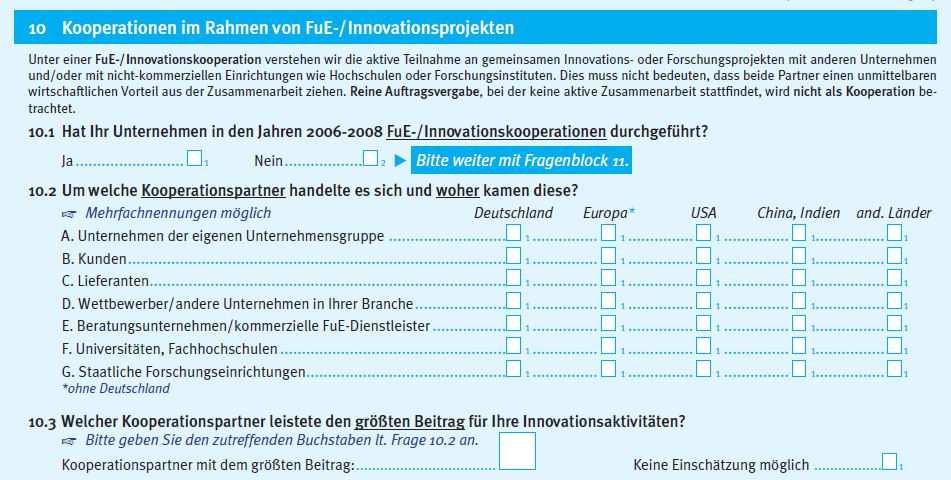 10 Kooperationen im Rahmen von FuE-/Innovationsprojekten
Unter einer FuE-/Innovationskooperation verstehen wir die aktive Teilnahme an gemeinsamen Innovations- oder Forschungsprojekten mit anderen Unternehmen
und/oder mit nicht-kommerziellen Einrichtungen wie Hochschulen oder Forschungsinstituten. Dies muss nicht bedeuten, dass beide Partner einen unmittelbaren
wirtschaftlichen Vorteil aus der Zusammenarbeit ziehen. Reine Auftragsvergabe, bei der keine aktive Zusammenarbeit stattfindet, wird nicht als Kooperation be-
trachtet.
10.1 Hat Ihr Unternehmen in den Jahren 2006-2008 FuE-/Innovationskooperationen durchgeführt?
Ja ........................ 1 Nein ................. 2 Bitte weiter mit Fragenblock 11.
10.2 Um welche Kooperationspartner handelte es sich und woher kamen diese?
☞ Mehrfachnennungen möglich Deutschland Europa* USA China, Indien and. Länder
A. Unternehmen der eigenen Unternehmensgruppe ........ 1 ........ 1 ........ 1 ........ 1 ........ 1
B. Kunden ........ 1 ........ 1 ........ 1 ........ 1 ........ 1
C. Lieferanten ........ 1 ........ 1 ........ 1 ........ 1 ........ 1
D. Wettbewerber/andere Unternehmen in Ihrer Branche ........ 1 ........ 1 ........ 1 ........ 1 ........ 1
E. Beratungsunternehmen/kommerzielle FuE-Dienstleister ........ 1 ........ 1 ........ 1 ........ 1 ........ 1
F. Universitäten, Fachhochschulen ........ 1 ........ 1 ........ 1 ........ 1 ........ 1
G. Staatliche Forschungseinrichtungen ........ 1 ........ 1 ........ 1 ........ 1 ........ 1
*ohne Deutschland
10.3 Welcher Kooperationspartner leistete den größten Beitrag für Ihre Innovationsaktivitäten?
☞ Bitte geben Sie den zutreffenden Buchstaben lt. Frage 10.2 an.
Kooperationspartner mit dem größten Beitrag: ........ Keine Einschätzung möglich ........ 1